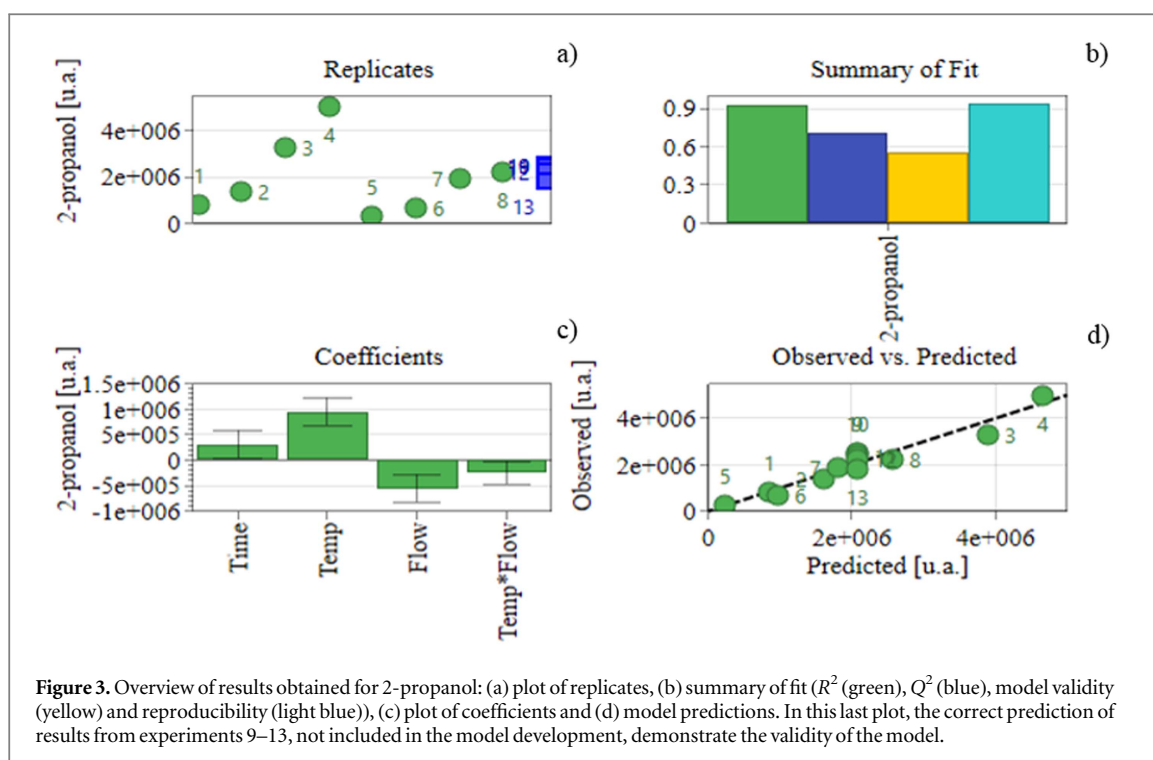 a)
Replicates
2-propanol [u.a.]
4e+006
2e+006
0
1
2
3
4
5
6
7
8
12
13
b)
Summary of Fit
0.9
0.6
0.3
0
2-propanol
c)
Coefficients
2-propanol [u.a.]
1.5e+006
1e+006
5e+005
0
-5e+005
-1e+006
Time
Temp
Flow
Temp*Flow
d)
Observed vs. Predicted
Observed [u.a.]
4e+006
2e+006
0
5
1
2
6
7
10
13
8
3
4
0
2e+006
4e+006
Predicted [u.a.]
Figure 3. Overview of results obtained for 2-propanol: (a) plot of replicates, (b) summary of fit (R² (green), Q² (blue), model validity
(yellow) and reproducibility (light blue)), (c) plot of coefficients and (d) model predictions. In this last plot, the correct prediction of
results from experiments 9–13, not included in the model development, demonstrate the validity of the model.